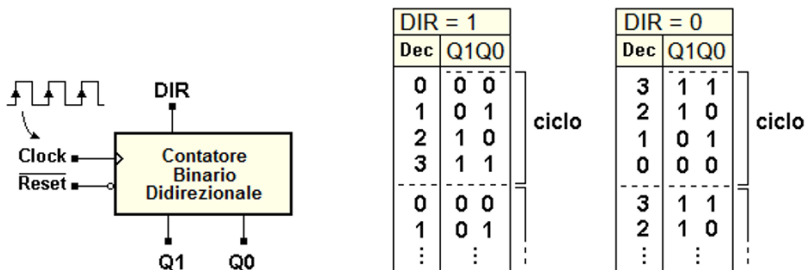 DIR
Clock
Reset
Contatore
Binario
Didirezionale
Q1 Q0
DIR = 1
Dec Q1Q0
0 0 0
1 0 1
2 1 0
3 1 1
ciclo
0 0 0
1 0 1
⋮ ⋮
DIR = 0
Dec Q1Q0
3 1 1
2 1 0
1 0 1
0 0 0
ciclo
3 1 1
2 1 0
⋮ ⋮